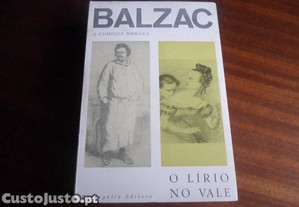 BALZAC
A COMÉDIA HUMANA
O LÍRIO
NO VALE
CustoJusto.pt